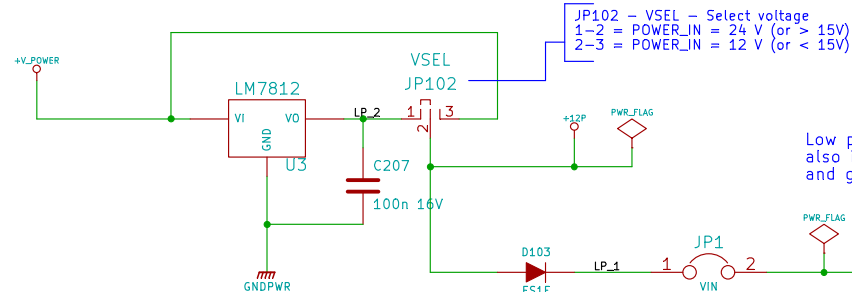 JP102 - VSEL - Select voltage
1-2 = POWER_IN = 24 V (or > 15V)
2-3 = POWER_IN = 12 V (or < 15V)
+V_POWER
VSEL
JP102
LM7812
VI
VO
GND
U3
LP_2
1
2
3
C207
100n 16V
+12P
PWR_FLAG
Low
also
and
GNDPWR
D103
LP_1
JP1
1
2
VIN
PWR_FLAG